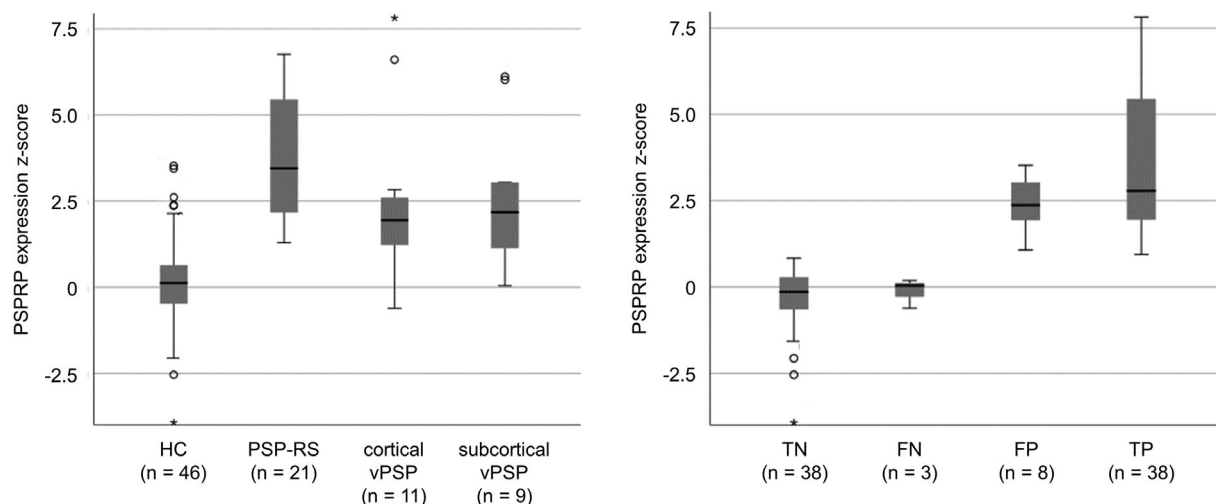 PSPRP expression z-score
7.5
5.0
2.5
0
-2.5
HC
(n = 46)
PSP-RS
(n = 21)
cortical
vPSP
(n = 11)
subcortical
vPSP
(n = 9)
PSPRP expression z-score
7.5
5.0
2.5
0
-2.5
TN
(n = 38)
FN
(n = 3)
FP
(n = 8)
TP
(n = 38)